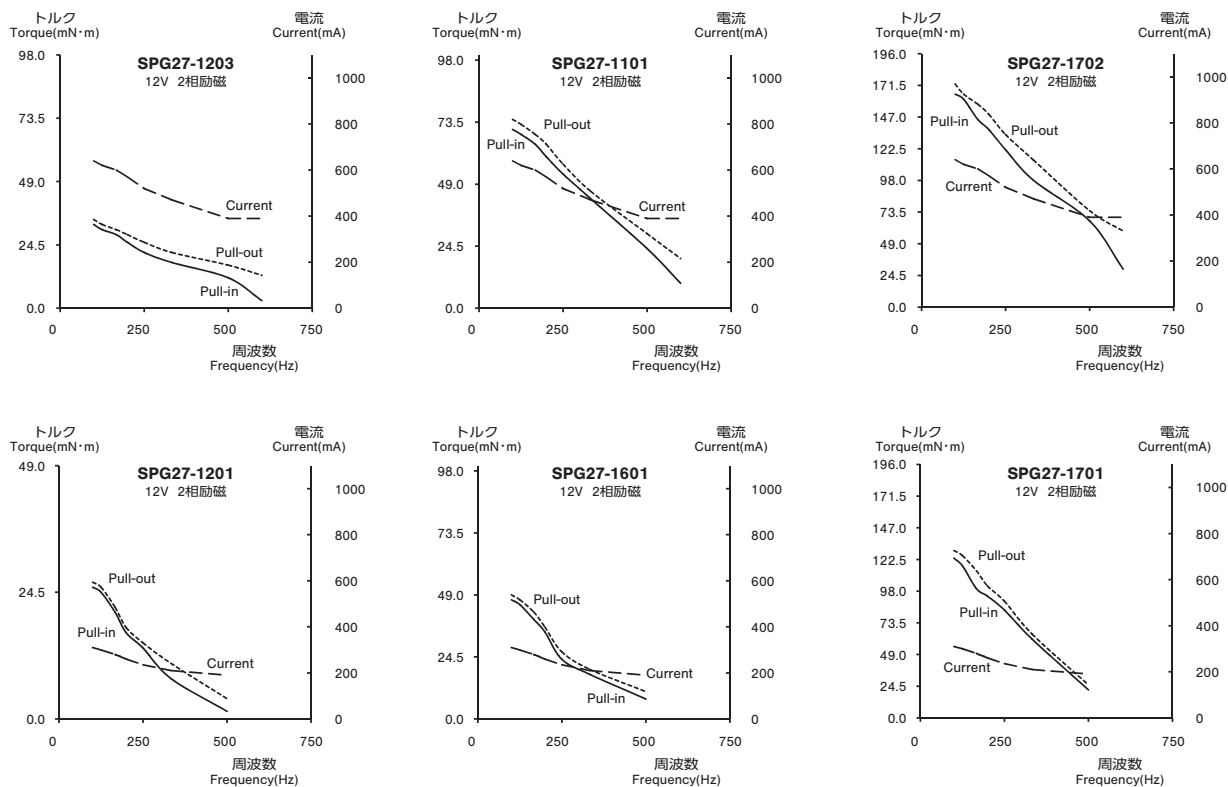 トルク
Torque(mN・m)
電流
Current(mA)
SPG27-1203
12V 2相励磁
98.0
73.5
49.0
24.5
0.0
1000
800
600
400
200
0
Current
Pull-out
Pull-in
0 250 500 750
周波数
Frequency(Hz)
トルク
Torque(mN・m)
電流
Current(mA)
SPG27-1101
12V 2相励磁
98.0
73.5
49.0
24.5
0.0
1000
800
600
400
200
0
Pull-out
Pull-in
Current
0 250 500 750
周波数
Frequency(Hz)
トルク
Torque(mN・m)
電流
Current(mA)
SPG27-1702
12V 2相励磁
196.0
171.5
147.0
122.5
98.0
73.5
49.0
24.5
0.0
1000
800
600
400
200
0
Pull-in
Pull-out
Current
0 250 500 750
周波数
Frequency(Hz)
トルク
Torque(mN・m)
電流
Current(mA)
SPG27-1201
12V 2相励磁
49.0
24.5
0.0
1000
800
600
400
200
0
Pull-out
Pull-in
Current
0 250 500 750
周波数
Frequency(Hz)
トルク
Torque(mN・m)
電流
Current(mA)
SPG27-1601
12V 2相励磁
98.0
73.5
49.0
24.5
0.0
1000
800
600
400
200
0
Pull-out
Current
Pull-in
0 250 500 750
周波数
Frequency(Hz)
トルク
Torque(mN・m)
電流
Current(mA)
SPG27-1701
12V 2相励磁
196.0
171.5
147.0
122.5
98.0
73.5
49.0
24.5
0.0
1000
800
600
400
200
0
Pull-out
Pull-in
Current
0 250 500 750
周波数
Frequency(Hz)